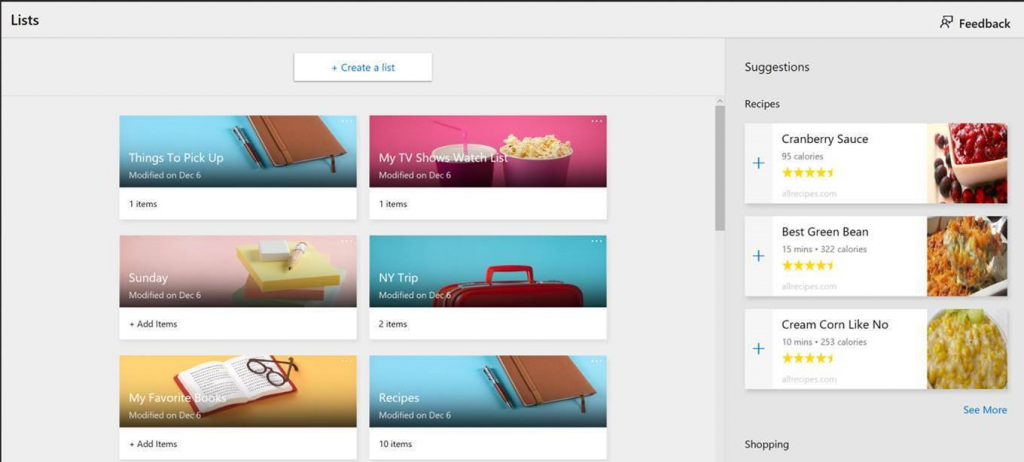 Lists
Feedback
+ Create a list
Things To Pick Up
Modified on Dec 6
1 items
My TV Shows Watch List
Modified on Dec 6
1 items
Sunday
Modified on Dec 6
+ Add Items
NY Trip
Modified on Dec 6
2 items
My Favorite Books
Modified on Dec 6
+ Add Items
Recipes
Modified on Dec 6
10 items
Suggestions
Recipes
Cranberry Sauce
95 calories
allrecipes.com
Best Green Bean
15 mins • 322 calories
allrecipes.com
Cream Corn Like No
10 mins • 253 calories
allrecipes.com
See More
Shopping